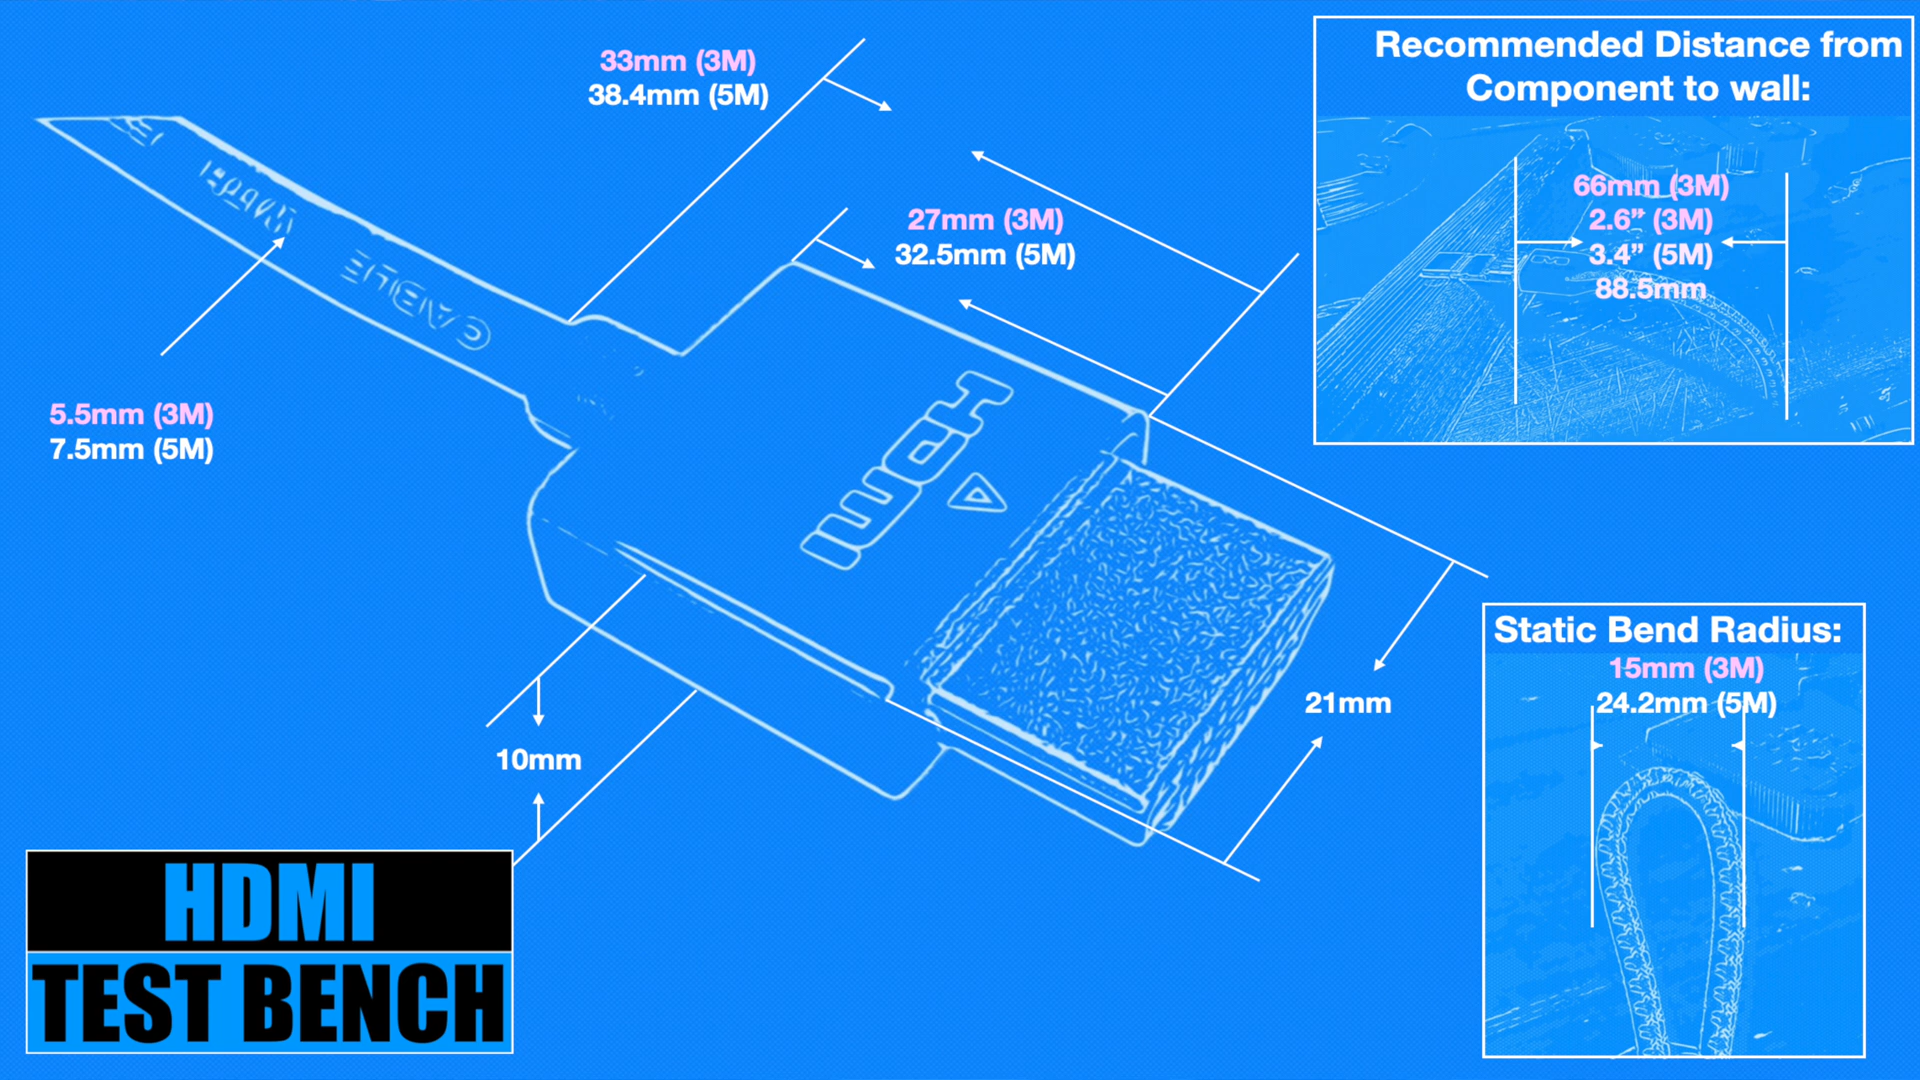 33mm (3M)
38.4mm (5M)
Recommended Distance from
Component to wall:
66mm (3M)
2.6” (3M)
3.4” (5M)
88.5mm
27mm (3M)
32.5mm (5M)
CABLE
5.5mm (3M)
7.5mm (5M)
HDMI
21mm
10mm
Static Bend Radius:
15mm (3M)
24.2mm (5M)
HDMI
TEST BENCH